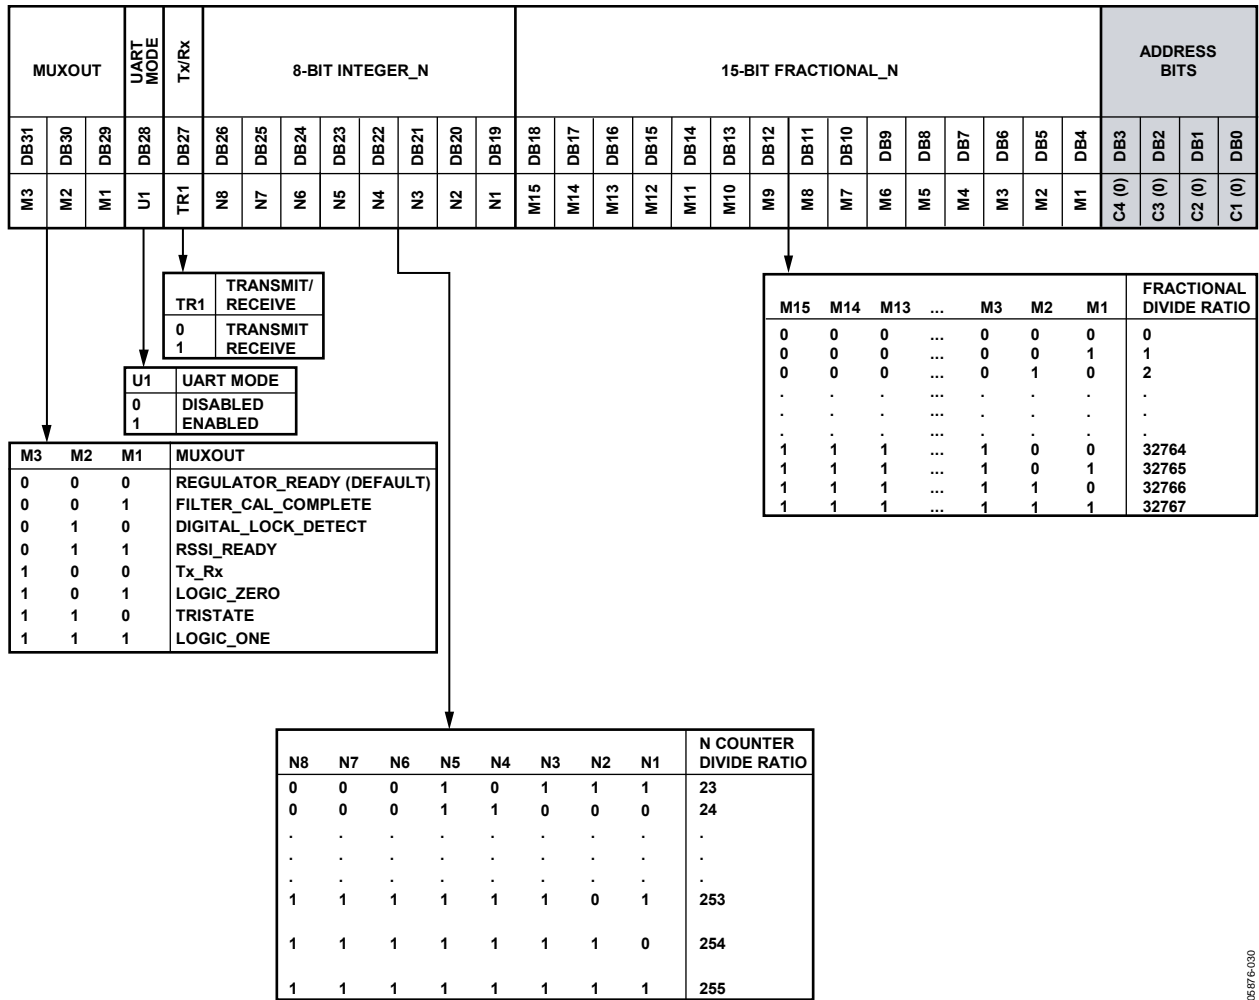 MUXOUT
UART MODE
Tx/Rx
8-BIT INTEGER_N
15-BIT FRACTIONAL_N
ADDRESS
BITS
DB31 DB30 DB29 DB28 DB27 DB26 DB25 DB24 DB23 DB22 DB21 DB20 DB19 DB18 DB17 DB16 DB15 DB14 DB13 DB12 DB11 DB10 DB9 DB8 DB7 DB6 DB5 DB4 DB3 DB2 DB1 DB0
M3 M2 M1 U1 TR1 N8 N7 N6 N5 N4 N3 N2 N1 M15 M14 M13 M12 M11 M10 M9 M8 M7 M6 M5 M4 M3 M2 M1 C4 (0) C3 (0) C2 (0) C1 (0)
TRANSMIT/
TR1 RECEIVE
0 TRANSMIT
1 RECEIVE
U1 UART MODE
0 DISABLED
1 ENABLED
M3 M2 M1 MUXOUT
0 0 0 REGULATOR_READY (DEFAULT)
0 0 1 FILTER_CAL_COMPLETE
0 1 0 DIGITAL_LOCK_DETECT
0 1 1 RSSI_READY
1 0 0 Tx_Rx
1 0 1 LOGIC_ZERO
1 1 0 TRISTATE
1 1 1 LOGIC_ONE
FRACTIONAL
M15 M14 M13 ... M3 M2 M1 DIVIDE RATIO
0 0 0 ... 0 0 0 0
0 0 0 ... 0 0 1 1
0 0 0 ... 0 1 0 2
. . . ... . . . .
. . . ... . . . .
. . . ... . . . .
1 1 1 ... 1 0 0 32764
1 1 1 ... 1 0 1 32765
1 1 1 ... 1 1 0 32766
1 1 1 ... 1 1 1 32767
N COUNTER
N8 N7 N6 N5 N4 N3 N2 N1 DIVIDE RATIO
0 0 0 1 0 1 1 1 23
0 0 0 1 1 0 0 0 24
. . . . . . . . .
. . . . . . . . .
. . . . . . . . .
1 1 1 1 1 1 0 1 253
1 1 1 1 1 1 1 0 254
1 1 1 1 1 1 1 1 255
05876-030